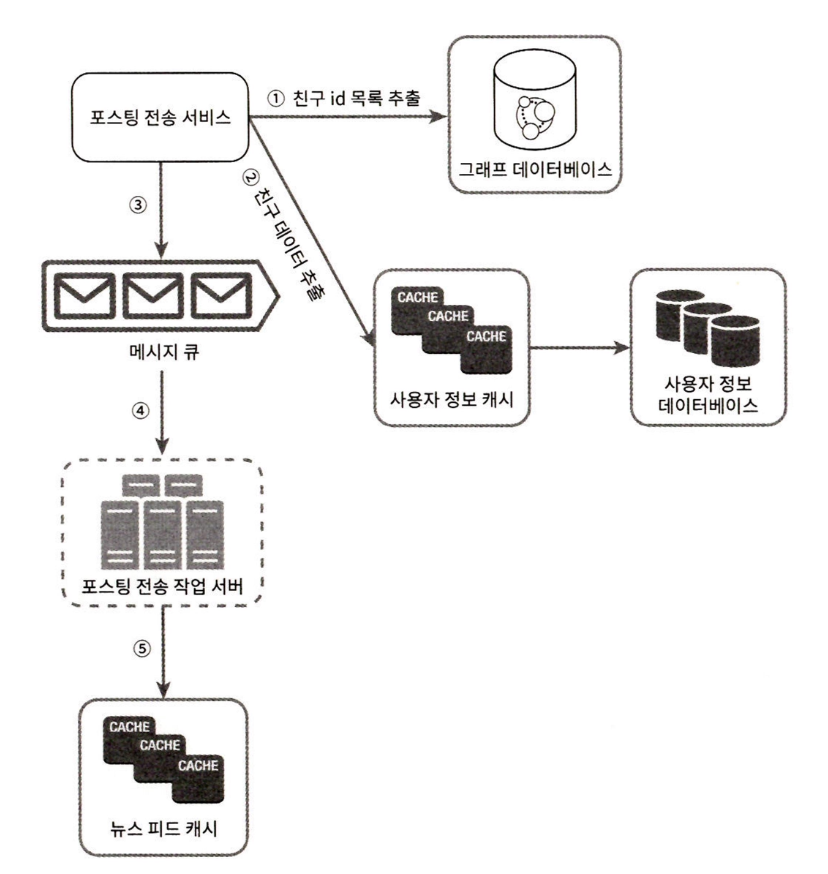 포스팅 전송 서비스
① 친구 id 목록 추출
그래프 데이터베이스
② 친구 데이터 추출
③
메시지 큐
CACHE
CACHE
CACHE
사용자 정보 캐시
사용자 정보
데이터베이스
④
포스팅 전송 작업 서버
⑤
CACHE
CACHE
CACHE
뉴스 피드 캐시